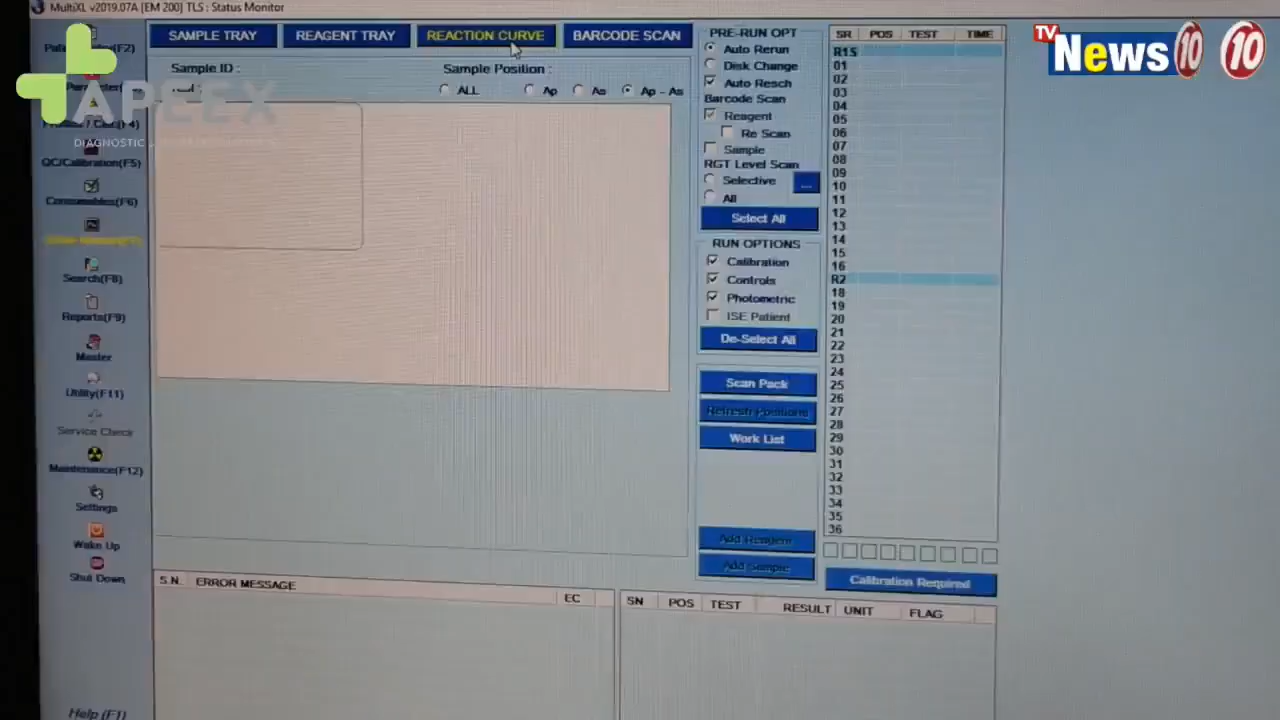 MultiXL v2019.07A [EM 200] TLS : Status Monitor
SAMPLE TRAY
REAGENT TRAY
REACTION CURVE
BARCODE SCAN
Sample ID :
Sample Position :
ALL
Ap
As
Ap - As
APEEX
DIAGNOSTIC
QC/Calibration(F5)
Consumables(F6)
Search(F8)
Reports(F9)
Master
Utility(F11)
Service Check
Maintenance(F12)
Settings
Wake Up
Shut Down
Help (F1)
PRE-RUN OPT
Auto Rerun
Disk Change
Auto Resch
Barcode Scan
Reagent
Re Scan
Sample
RGT Level Scan
Selective
...
All
Select All
RUN OPTIONS
Calibration
Controls
Photometric
ISE Patient
De-Select All
Scan Pack
Refresh Positions
Work List
Add Reagent
Add Sample
SR POS TEST TIME
R1S
01
02
03
04
05
06
07
08
09
10
11
12
13
14
15
16
R2
18
19
20
21
22
23
24
25
26
27
28
29
30
31
32
33
34
35
36
Calibration Required
S.N. ERROR MESSAGE EC
SN POS TEST RESULT UNIT FLAG
TV
News 10
10